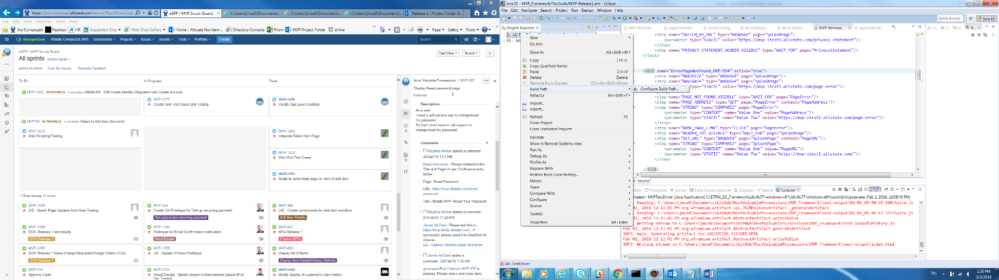 https://jira-compozed.allstate.com/secure/RapidBoard.jspa
eSPP / MVP Scrum Board...
C:\Users\jmce0\Documents\...
C:\Users\jmce0\Documents\...
C:\Users\jmce0\Documents\...
Release 1 - Project Folder D...
File Edit View Favorites Tools Help
Jira Compozed Payslips HR Suggested Sites Web Slice Gallery Home - Allstate Northern ... Directory Contacts Prism MVP Project Folder etime
Page Safety Tools
CompoZed Allstate CompoZed JIRA Dashboards Projects Issues Boards Tests Portfolio Create Search
eSPP / MVP Scrum Board
All sprints Switch sprint
Test View Board
QUICK FILTERS: Only My Issues Recently Updated
To Do In Progress Done
MVP-1262 IN PROGRESS 2 sub-tasks ENABLER : IDM Create Identity Integration with Create Account
MVP-1277
Create Unit Test Cases and Testing
MVP-1276
Create App Layer Controls
MVP-68 IN PROGRESS 4 sub-tasks Select to Add item (Account)
MVP-1272
Web Scripting/Testing
MVP-1269
Integrate Select Item Page
MVP-1270
Web Unit Test Cases
MVP-1271
Route to select item page on click of add item
Other Issues 27 issues
MVP-1099
UIE - Spash Page Updates from User Testing
MVP-358
Create UX Prototype for "Set up recurring payment"
Set up/process recurring payment
MVP-386
UIE - Create components for Add Item workflow
Add Item Details
MVP-1288
SOX: Release 1 test results
SOX Release 1
MVP-1142
Prototype for Email Confirmation notification
Send Emails
MVP-877
KPIs Release 1
Product KPI's
MVP-1289
SOX: Release 1 Raise change Requests/Change Orders (COs)
SOX Release 1
MVP-1250
UX - Update InVision Prototype
MVP-889
Display list of Items
Display Item Details/History (Admin)
MVP-194
Approve Claim
MVP-1244
Visual Design - Splash Screen Enhancements based off of
Dec Testing
MVP-1184
Modify display of customer's claim history
Most Valuable Possessions / MVP-307
Display Reset password page
Estimate: 5
Description
As a user
I need a self-service way to change/reset
my password
So that I don't have to call support to
change/reset my password.
Comments
Meghna Mohan added a comment
29/Jan/18 1:51 PM
Balaji Arulvanan - Please implement the
Title and Page Url per Confluence entry
below :
Page: Reset Password
URL: https://mvp.allstate.com/reset-
password
Title: Allstate MVP: Reset Your Password
Meghna Mohan added a comment -
01/Feb/18 11:20 PM
James McDaid - Please test this in
https://mvp-itest2.allstate.com/ . If
successful, please send it to Gina/Bob for
closure.
CC : Vaibhav Sharma Balaji Arulvanan
James McDaid added a
comment - 02/Feb/18 7:10 AM
ginacaplanBob Callendo MVP-307 is
passing. Please check and close story
Java EE - MVP_Framework/TestSuite/MVP-Release1.xml - Eclipse
File Edit Navigate Search Project Run Design Window Help
Quick Access Java EE
Project Explorer
New
Go Into
Show In Alt+Shift+W
Copy Ctrl+C
Copy Qualified Name
Paste Ctrl+V
Delete Delete
Remove from Context Ctrl+Alt+Shift+Down
Build Path
Configure Build Path...
Refactor Alt+Shift+T
Import...
Export...
Refresh F5
Close Project
Close Unrelated Projects
Validate
Show in Remote Systems view
Run As
Debug As
Profile As
Replace With
Restore from Local History...
Maven
Team
Compare With
Configure
Source
TestNG
Properties Alt+Enter
MVP-Release... pageElement... driverConfig... deviceRegis... ItemDetails... MVP-Releas... applicationR...
<step name="SWITCH_BY_URL" type="BROWSER" page="SplashPage">
<parameter type="STATIC" value="https://mvp-itest1.allstate.com/privacy-statement"/>
</step>
<step name="PRIVACY_STATEMENT_HEADER.VISIBLE" type="WAIT_FOR" page="PrivacyStatement"/>
</test>
<test name="ErrorPageNotFound_MVP-954" active="true">
<step name="MAXIMIZE" type="BROWSER" page="SplashPage"/>
<step name="NAVIGATE" type="BROWSER" page="SplashPage">
type="STATIC" value="https://mvp-itest1.allstate.com/page-error"/>
</step>
<step name="PAGE_NOT_FOUND.VISIBLE" type="WAIT_FOR" page="PageError"/>
<step name="PAGE_ADDRESS" type="GET" page="PageError" context="PageAddress"/>
<step name="STRING" type="COMPARE2" page="PageError">
<parameter type="CONTEXT" name="Value One" value="PageAddress"/>
<parameter type="STATIC" name="Value Two" value="https://mvp-itest1.allstate.com/page-error"/>
</step>
<step name="HOME_PAGE_LINK" type="CLICK" page="PageError"/>
<step name="HEADER_TXT.VISIBLE" type="WAIT_FOR" page="SplashPage"/>
<step name="GET_URL" type="BROWSER" page="SplashPage" context="PageURL"/>
<step name="STRING" type="COMPARE2" page="SplashPage">
<parameter type="CONTEXT" name="Value One" value="PageURL"/>
<parameter type="STATIC" name="Value Two" value="https://mvp-itest1.allstate.com/"/>
</step>
</test>
Source
Properties Servers Data Source Explorer Snippets Search Console
MVPTestDriver [Java Application] C:\ETRM_QC_Framework\jdk-8u77-windows-x64\jdk-8u77-windows-x64\tools\bin\javaw.exe (Feb 2, 2018, 12:08:46 PM)
Reading: C:\Users\jmce0\Documents\GitHub\MostValuablePossessions\MVP_Framework\test-output\02-02_09-50-15-100\Suite.js
02, 2018 12:11:01 PM org.xframium.artifact.spi.JSONHistoryArtifact _generateArtifact
Reading: C:\Users\jmce0\Documents\GitHub\MostValuablePossessions\MVP_Framework\test-output\02-02_09-44-43-355\Suite.js
02, 2018 12:11:01 PM org.xframium.artifact.AbstractArtifact writeToDisk
Writing stream to C:\Users\jmce0\Documents\GitHub\MostValuablePossessions\MVP_Framework\test-output\History.js
Feb 02, 2018 12:11:01 PM org.xframium.artifact.AbstractArtifact generateArtifact
INFO: main: Generating artifact for EXECUTION_HISTORY_HTML
Feb 02, 2018 12:11:01 PM org.xframium.artifact.AbstractArtifact writeToDisk
INFO: Writing stream to C:\Users\jmce0\Documents\GitHub\MostValuablePossessions\MVP_Framework\test-output\index.html
AS-TestDriver
EN
1:30 PM
2/2/2018